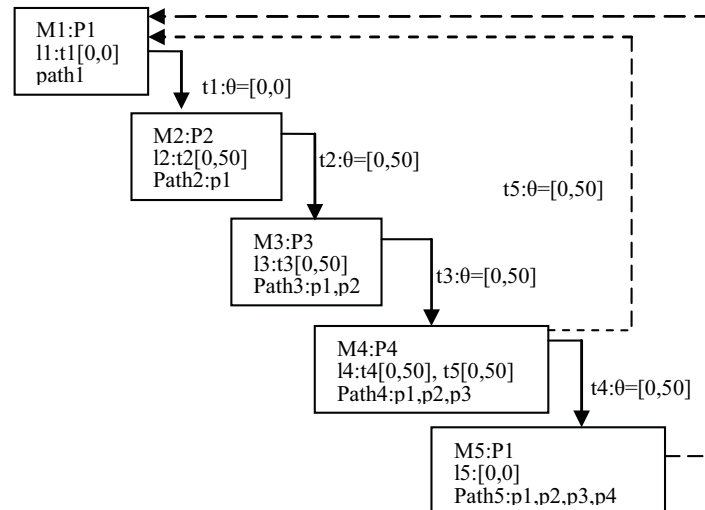 M1:P1
l1:t1[0,0]
path1
t1:θ=[0,0]
M2:P2
l2:t2[0,50]
Path2:p1
t2:θ=[0,50]
t5:θ=[0,50]
M3:P3
l3:t3[0,50]
Path3:p1,p2
t3:θ=[0,50]
M4:P4
l4:t4[0,50], t5[0,50]
Path4:p1,p2,p3
t4:θ=[0,50]
M5:P1
l5:[0,0]
Path5:p1,p2,p3,p4